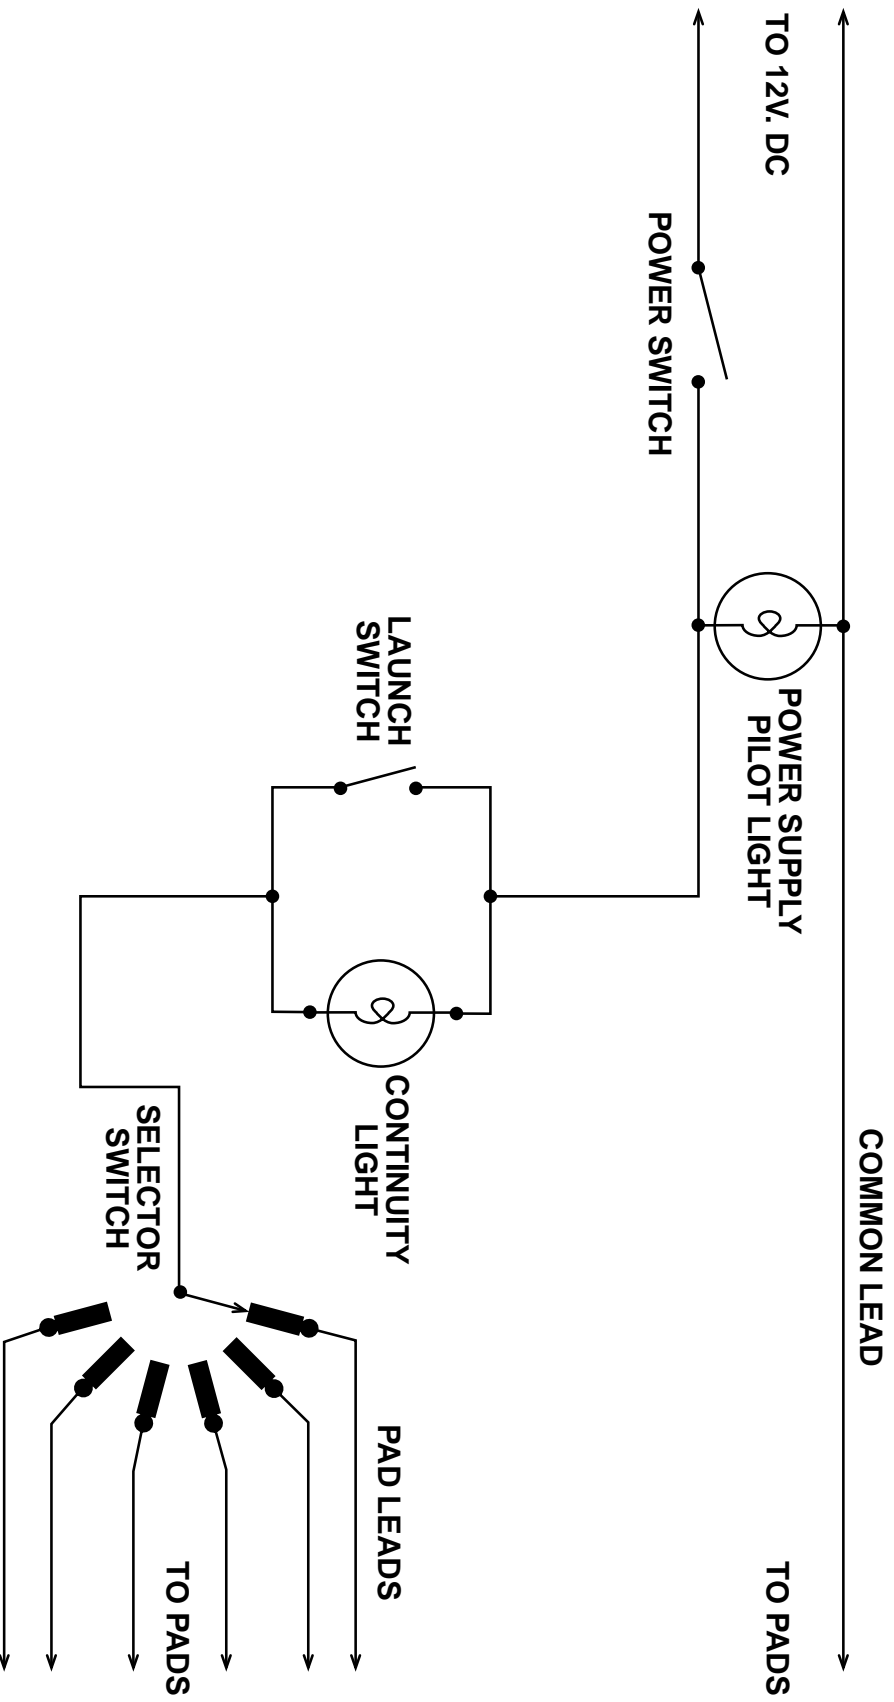 COMMON LEAD
TO 12V. DC
TO PADS
POWER SUPPLY
PILOT LIGHT
POWER SWITCH
LAUNCH
SWITCH
CONTINUITY
LIGHT
PAD LEADS
SELECTOR
SWITCH
TO PADS